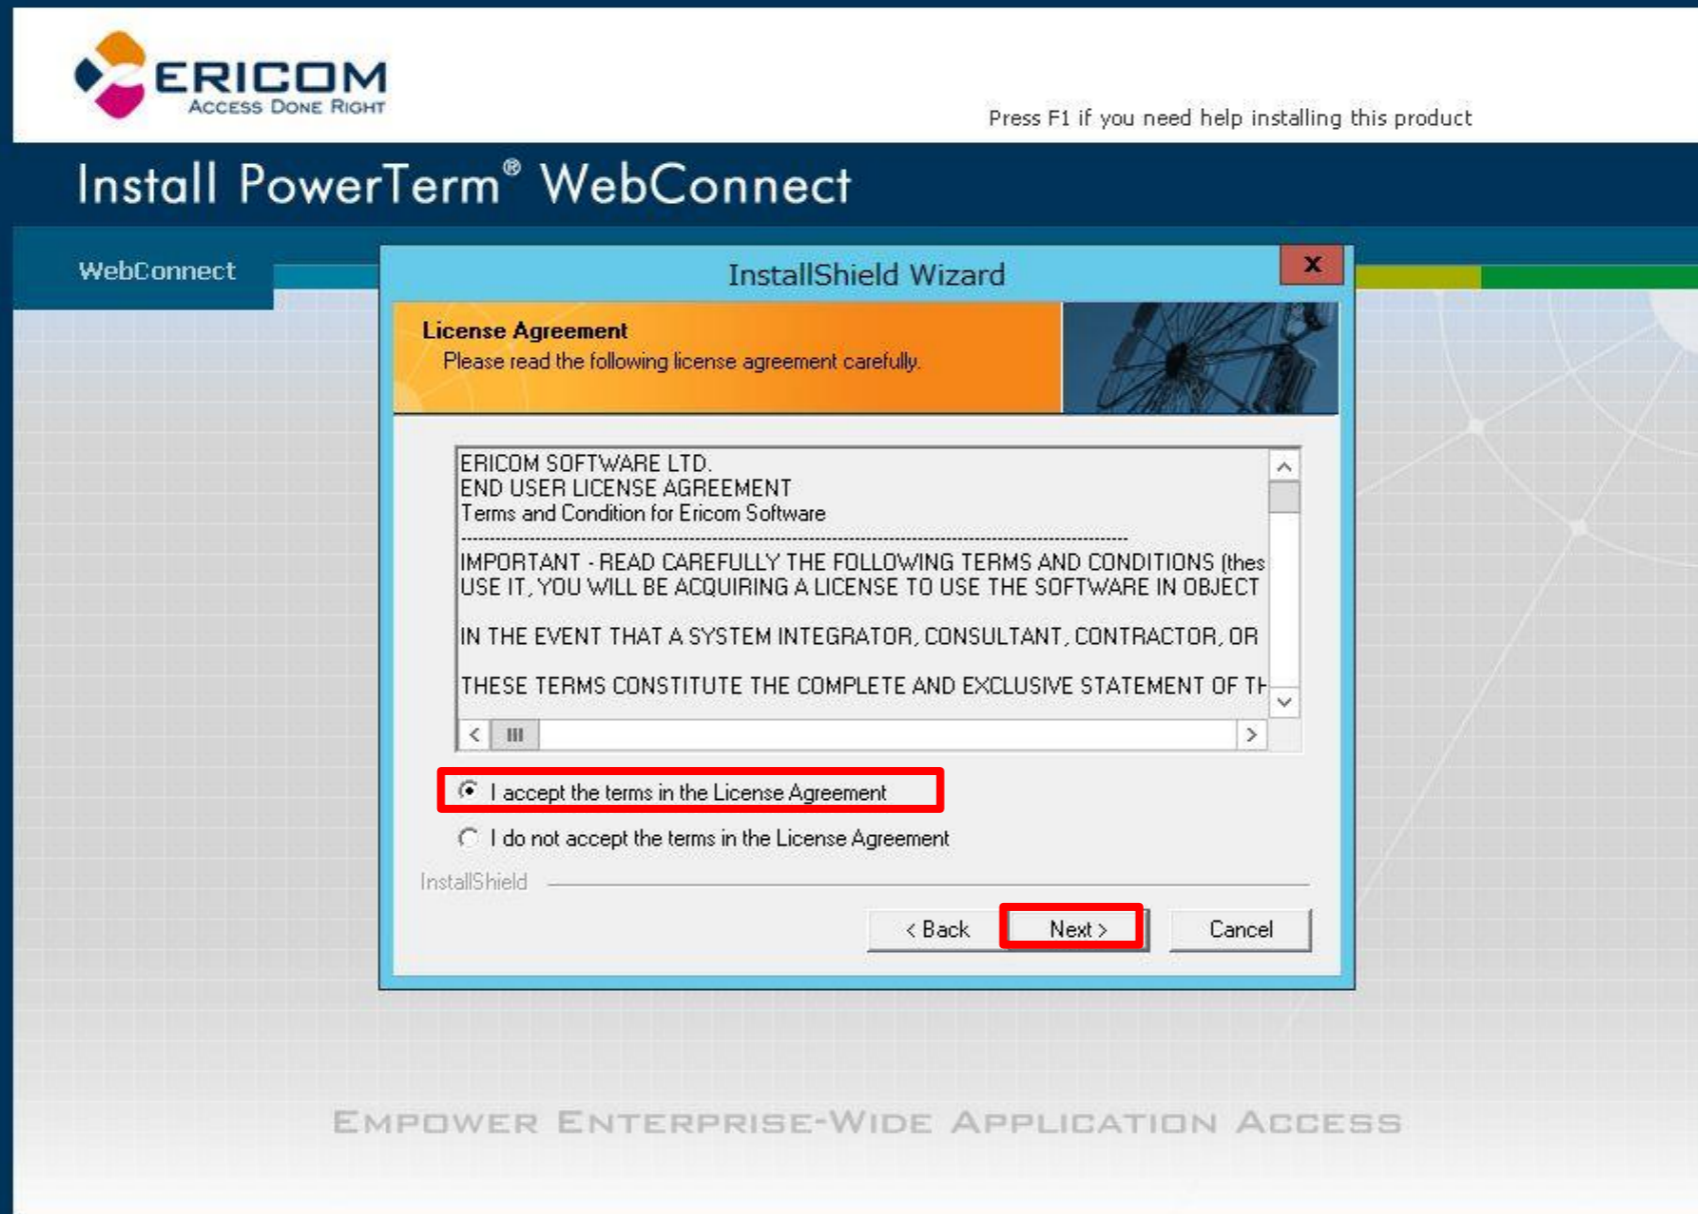 ERICOM
ACCESS DONE RIGHT
Press F1 if you need help installing this product
Install PowerTerm® WebConnect
WebConnect
InstallShield Wizard
x
License Agreement
Please read the following license agreement carefully.
ERICOM SOFTWARE LTD.
END USER LICENSE AGREEMENT
Terms and Condition for Ericom Software
IMPORTANT - READ CAREFULLY THE FOLLOWING TERMS AND CONDITIONS (thes
USE IT, YOU WILL BE ACQUIRING A LICENSE TO USE THE SOFTWARE IN OBJECT
IN THE EVENT THAT A SYSTEM INTEGRATOR, CONSULTANT, CONTRACTOR, OR
THESE TERMS CONSTITUTE THE COMPLETE AND EXCLUSIVE STATEMENT OF TH
I accept the terms in the License Agreement
I do not accept the terms in the License Agreement
InstallShield
< Back Next > Cancel
EMPOWER ENTERPRISE-WIDE APPLICATION ACCESS